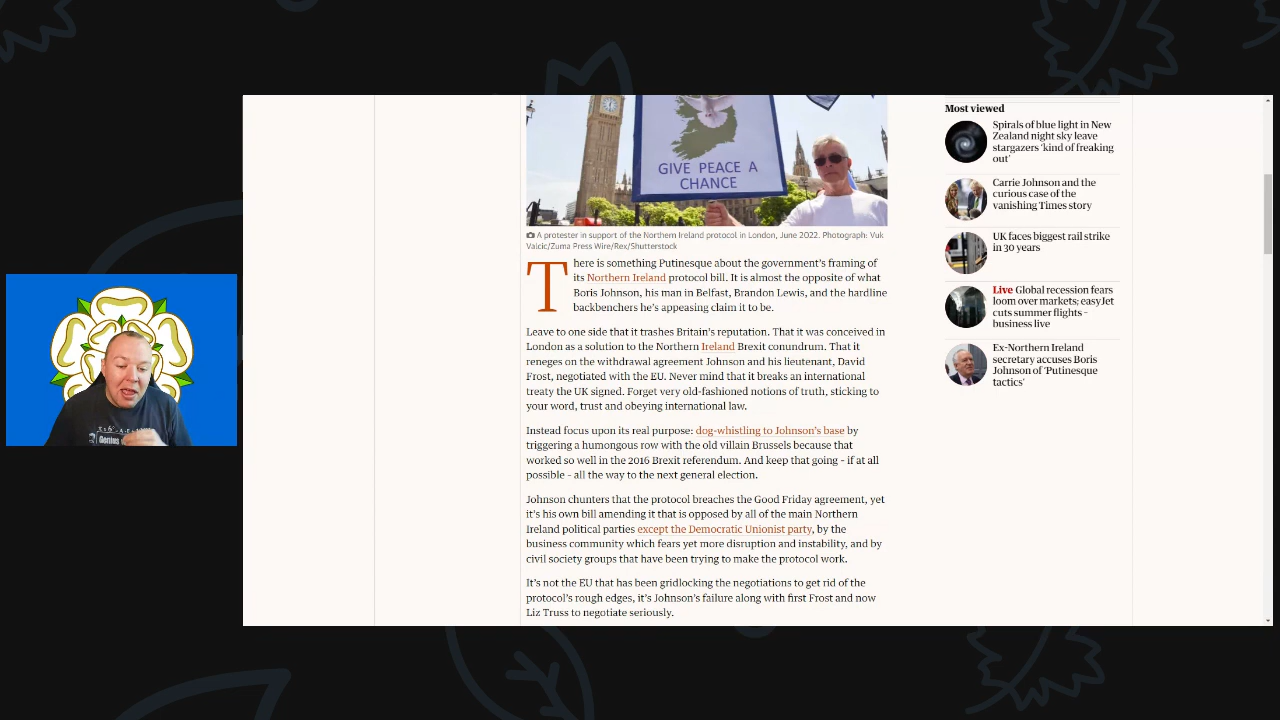 GIVE PEACE A
CHANCE
A protester in support of the Northern Ireland protocol in London, June 2022. Photograph: Vuk
Valcic/Zuma Press Wire/Rex/Shutterstock
There is something Putinesque about the government's framing of
its Northern Ireland protocol bill. It is almost the opposite of what
Boris Johnson, his man in Belfast, Brandon Lewis, and the hardline
backbenchers he's appeasing claim it to be.
Leave to one side that it trashes Britain's reputation. That it was conceived in
London as a solution to the Northern Ireland Brexit conundrum. That it
reneges on the withdrawal agreement Johnson and his lieutenant, David
Frost, negotiated with the EU. Never mind that it breaks an international
treaty the UK signed. Forget very old-fashioned notions of truth, sticking to
your word, trust and obeying international law.
Instead focus upon its real purpose: dog-whistling to Johnson's base by
triggering a humongous row with the old villain Brussels because that
worked so well in the 2016 Brexit referendum. And keep that going – if at all
possible – all the way to the next general election.
Johnson chunters that the protocol breaches the Good Friday agreement, yet
it's his own bill amending it that is opposed by all of the main Northern
Ireland political parties except the Democratic Unionist party, by the
business community which fears yet more disruption and instability, and by
civil society groups that have been trying to make the protocol work.
It's not the EU that has been gridlocking the negotiations to get rid of the
protocol's rough edges, it's Johnson's failure along with first Frost and now
Liz Truss to negotiate seriously.
Most viewed
Spirals of blue light in New
Zealand night sky leave
stargazers 'kind of freaking
out'
Carrie Johnson and the
curious case of the
vanishing Times story
UK faces biggest rail strike
in 30 years
Live Global recession fears
loom over markets; easyJet
cuts summer flights –
business live
Ex-Northern Ireland
secretary accuses Boris
Johnson of 'Putinesque
tactics'
Genius